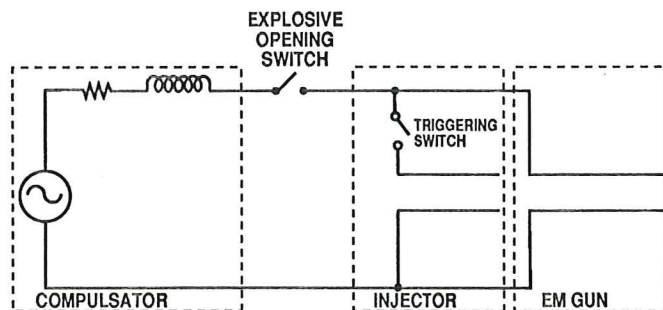 EXPLOSIVE
OPENING
SWITCH
TRIGGERING
SWITCH
COMPULSATOR
INJECTOR
EM GUN